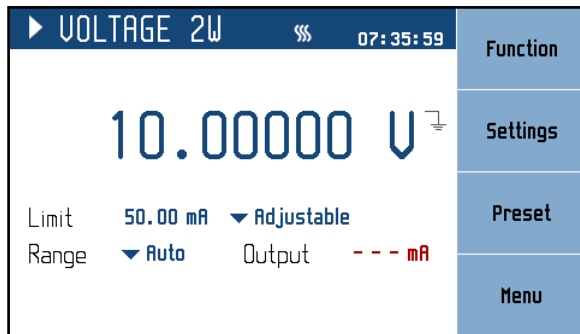 VOLTAGE 2W 07:35:59
10.00000 V
Limit 50.00 mA Adjustable
Range Auto Output --- mA
Function
Settings
Preset
Menu